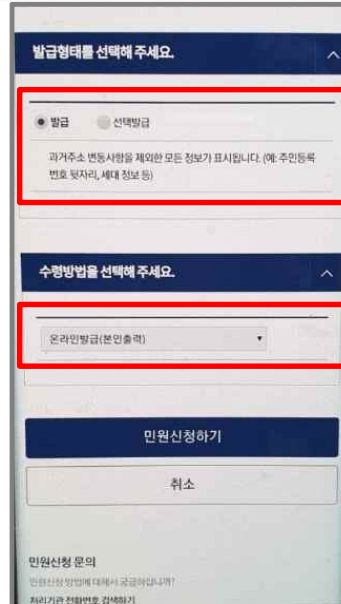 발급형태를 선택해 주세요.
발급 선택발급
과거주소 변동사항을 제외한 모든 정보가 표시됩니다. (예: 주민등록
번호 뒷자리, 세대 정보 등)
수령방법을 선택해 주세요.
온라인발급(본인출력)
민원신청하기
취소
민원신청 문의
민원신청 방법에 대해서 궁금하십니까?
처리기관 전화번호 검색하기